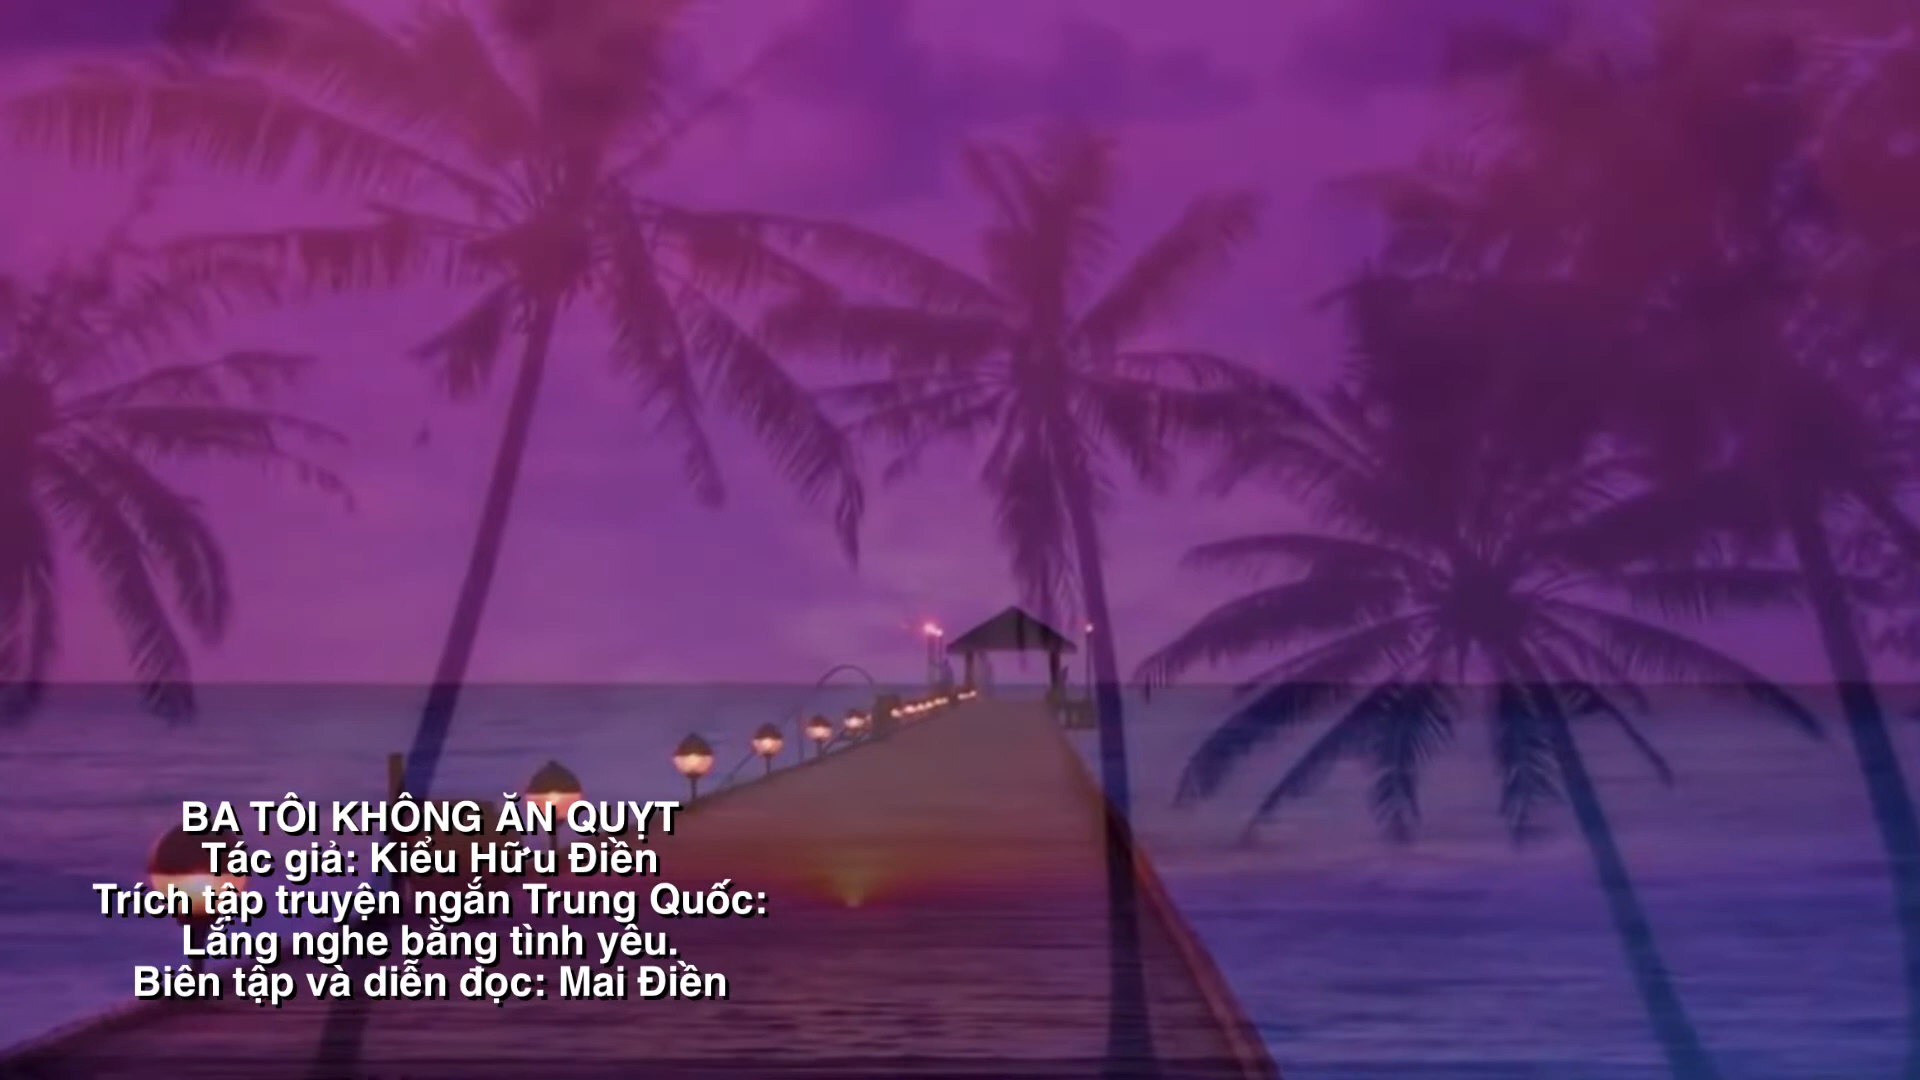 BA TÔI KHÔNG ĂN QUỴT
Tác giả: Kiểu Hữu Điền
Trích tập truyện ngắn Trung Quốc:
Lắng nghe bằng tình yêu.
Biên tập và diễn đọc: Mai Điền